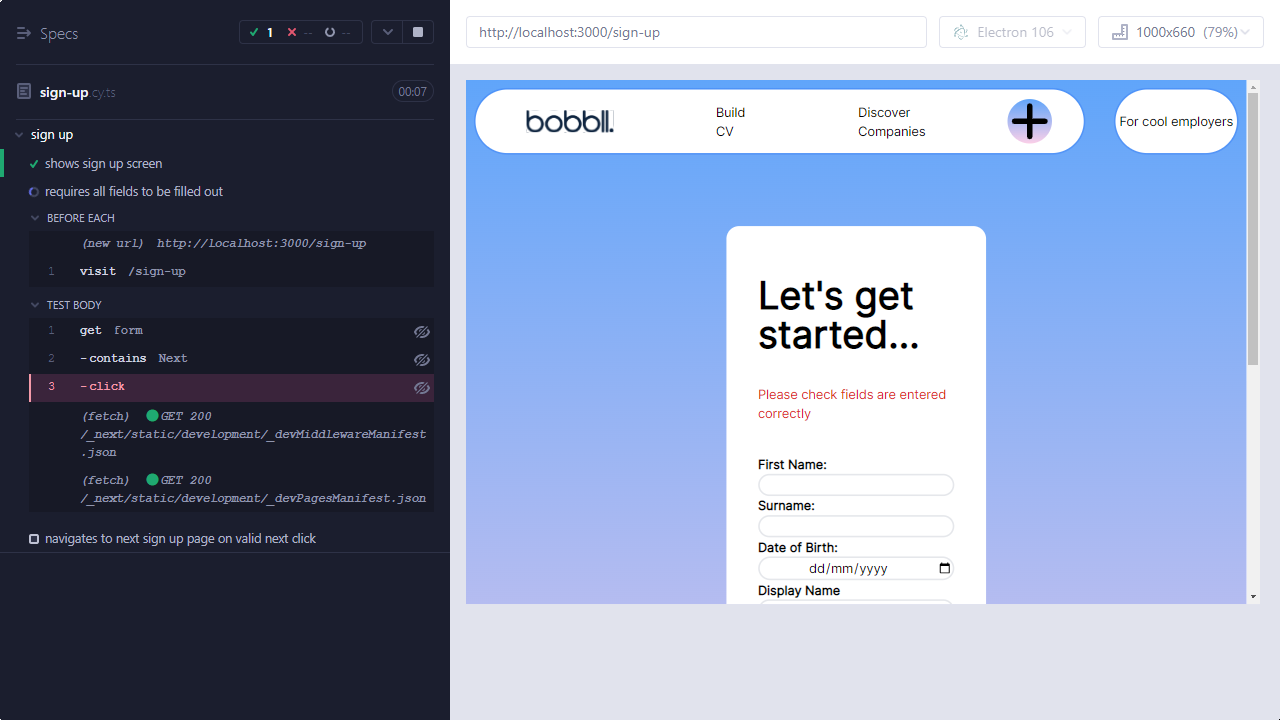 Specs
1
--
--
sign-up.cy.ts
00:07
sign up
shows sign up screen
requires all fields to be filled out
BEFORE EACH
(new url) http://localhost:3000/sign-up
1 visit /sign-up
TEST BODY
1 get form
2 -contains Next
3 -click
(fetch) GET 200
/_next/static/development/_devMiddlewareManifest
.json
(fetch) GET 200
/_next/static/development/_devPagesManifest.json
navigates to next sign up page on valid next click
http://localhost:3000/sign-up
Electron 106
1000x660 (79%)
bobbll.
Build
CV
Discover
Companies
For cool employers
Let's get
started...
Please check fields are entered
correctly
First Name:
Surname:
Date of Birth:
dd/mm/yyyy
Display Name